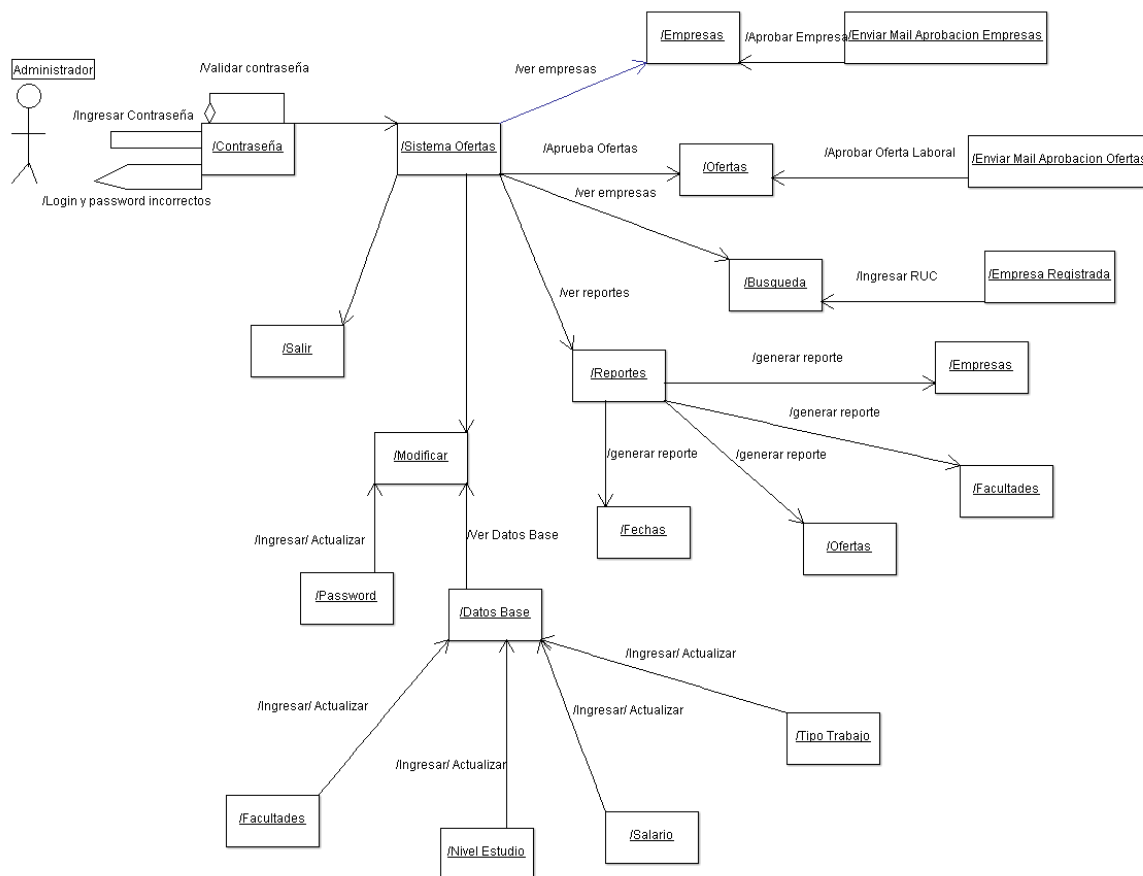 /Empresas
/Aprobar Empresa
/Enviar Mail Aprobacion Empresas
Administrador
/Validar contraseña
/ver empresas
/Ingresar Contraseña
/Contraseña
/Sistema Ofertas
/Aprueba Ofertas
/Ofertas
/Aprobar Oferta Laboral
/Enviar Mail Aprobacion Ofertas
/Login y password incorrectos
/ver empresas
/Busqueda
/Ingresar RUC
/Empresa Registrada
/ver reportes
/Salir
/Reportes
/generar reporte
/Empresas
/generar reporte
/Modificar
/generar reporte
/generar reporte
/Facultades
/Fechas
/Ofertas
/Ingresar/ Actualizar
/Ver Datos Base
/Password
/Datos Base
/Ingresar/ Actualizar
/Ingresar/ Actualizar
/Ingresar/ Actualizar
/Tipo Trabajo
/Ingresar/ Actualizar
/Facultades
/Nivel Estudio
/Salario